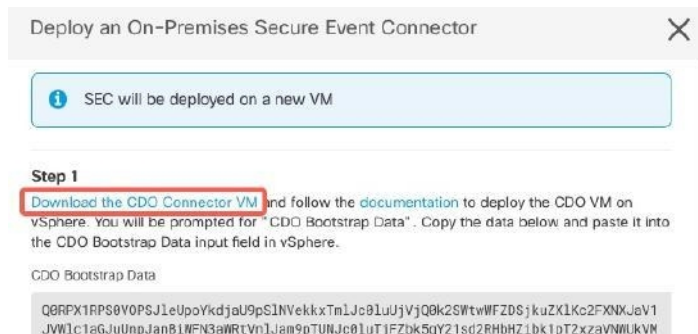 Deploy an On-Premises Secure Event Connector
SEC will be deployed on a new VM
Step 1
Download the CDO Connector VM and follow the documentation to deploy the CDO VM on
vSphere. You will be prompted for "CDO Bootstrap Data". Copy the data below and paste it into
the CDO Bootstrap Data input field in vSphere.
CDO Bootstrap Data